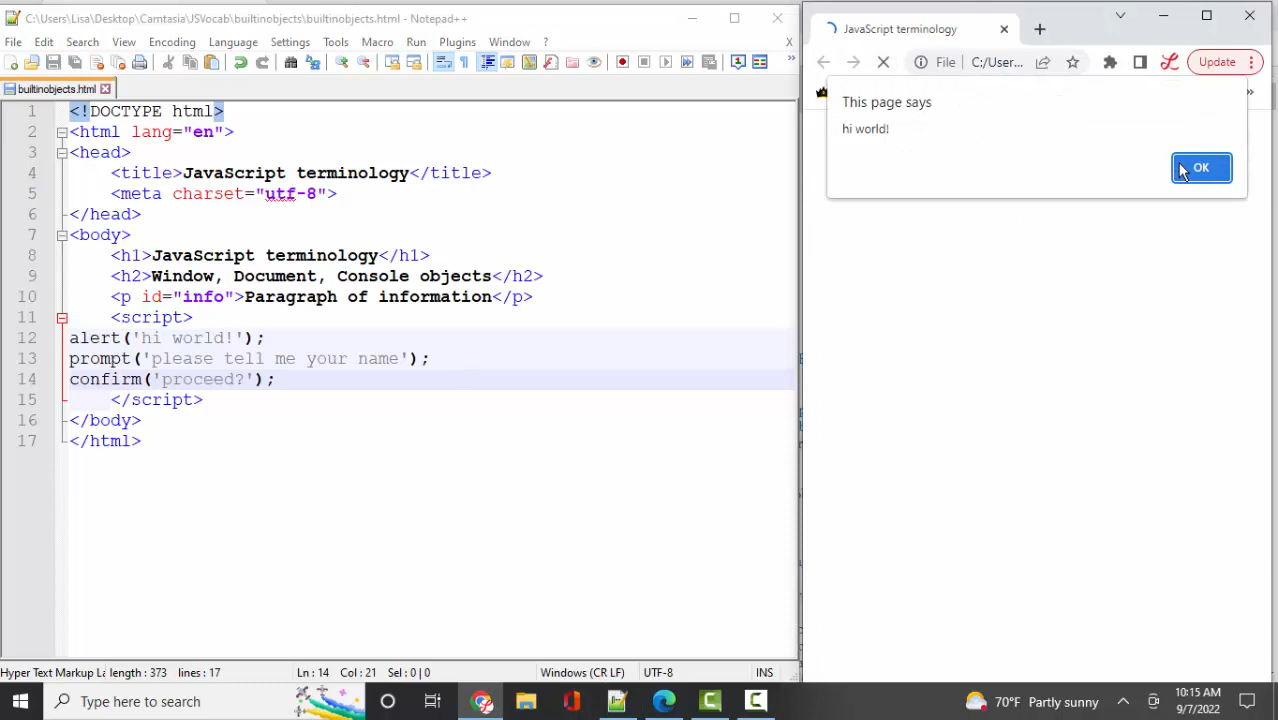 C:\Users\Lisa\Desktop\Camtasia\JSVocab\builtinobjects\builtinobjects.html - Notepad++
File Edit Search View Encoding Language Settings Tools Macro Run Plugins Window ? X
builtinobjects.html
1 <!DOCTYPE html>
2 <html lang="en">
3 <head>
4 <title>JavaScript terminology</title>
5 <meta charset="utf-8">
6 </head>
7 <body>
8 <h1>JavaScript terminology</h1>
9 <h2>Window, Document, Console objects</h2>
10 <p id="info">Paragraph of information</p>
11 <script>
12 alert('hi world!');
13 prompt('please tell me your name');
14 confirm('proceed?');
15 </script>
16 </body>
17 </html>
Hyper Text Markup La length : 373 lines : 17 Ln : 14 Col : 21 Sel : 0 | 0 Windows (CR LF) UTF-8 INS
JavaScript terminology
File C:/User... Update
This page says
hi world!
OK
Type here to search
70°F Partly sunny
10:15 AM
9/7/2022